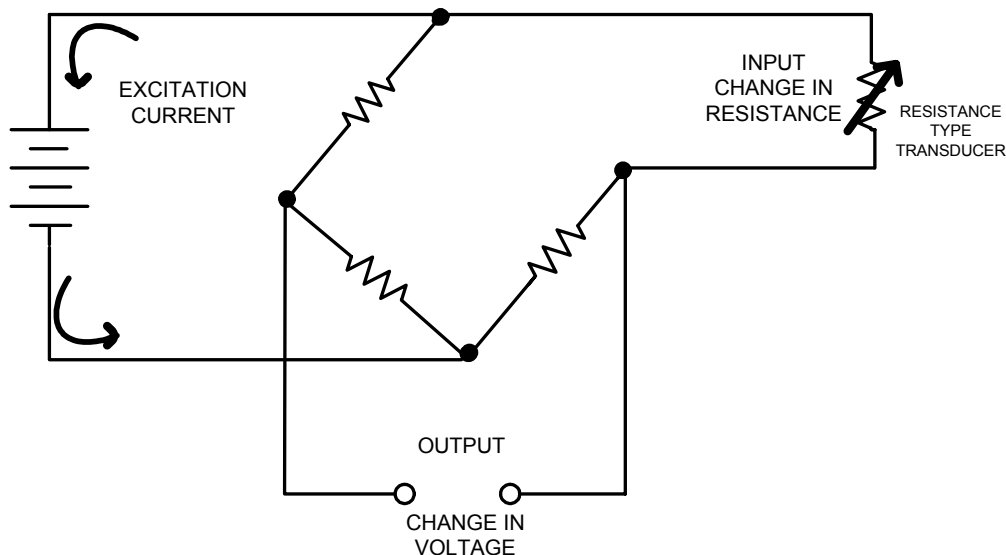 EXCITATION
CURRENT
INPUT
CHANGE IN
RESISTANCE
RESISTANCE
TYPE
TRANSDUCER
OUTPUT
CHANGE IN
VOLTAGE